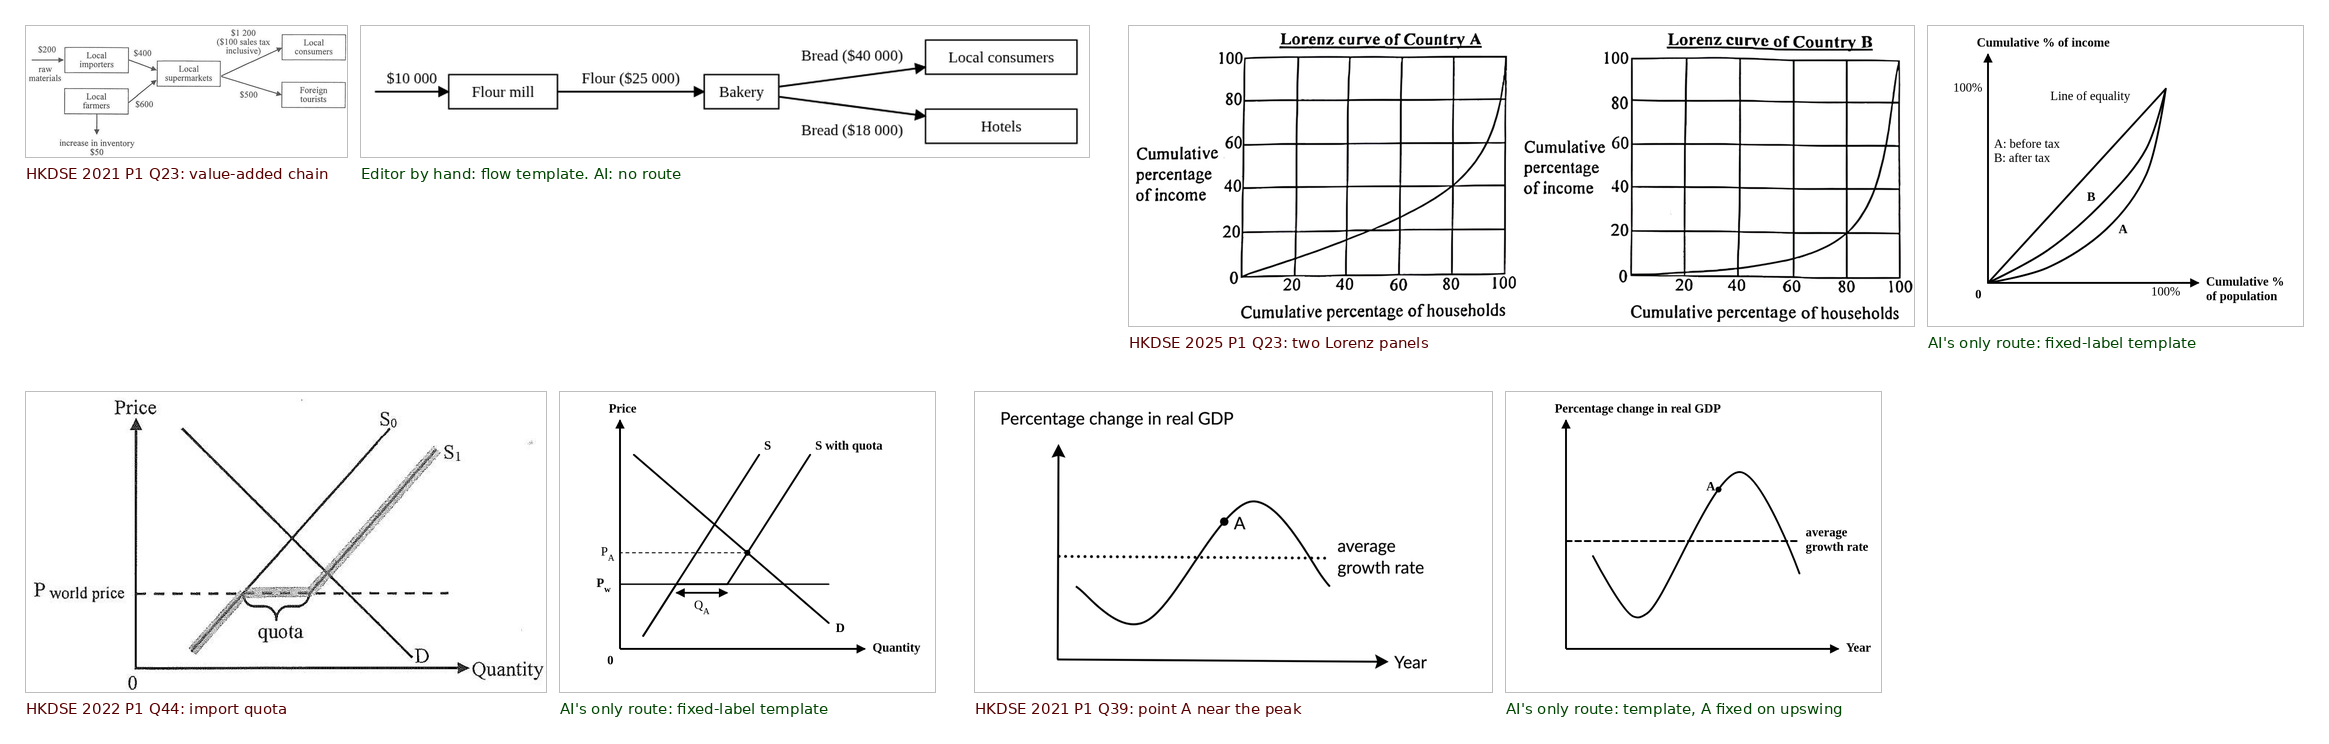 $200
raw
materials
Local
importers
$400
Local
farmers
$600
increase in inventory
$50
Local
supermarkets
$1 200
($100 sales tax
inclusive)
Local
consumers
$500
Foreign
tourists
HKDSE 2021 P1 Q23: value-added chain
$10 000
Flour mill
Flour ($25 000)
Bakery
Bread ($40 000)
Local consumers
Bread ($18 000)
Hotels
Editor by hand: flow template. AI: no route
Lorenz curve of Country A
100
80
60
40
20
0
Cumulative
percentage
of income
20 40 60 80 100
Cumulative percentage of households
Lorenz curve of Country B
100
80
60
40
20
0
Cumulative
percentage
of income
20 40 60 80 100
Cumulative percentage of households
HKDSE 2025 P1 Q23: two Lorenz panels
Cumulative % of income
100%
Line of equality
A: before tax
B: after tax
B
A
0
100%
Cumulative %
of population
AI's only route: fixed-label template
Price
S0
S1
P world price
quota
D
Quantity
0
HKDSE 2022 P1 Q44: import quota
Price
S
S with quota
PA
Pw
QA
D
Quantity
0
AI's only route: fixed-label template
Percentage change in real GDP
A
average
growth rate
Year
HKDSE 2021 P1 Q39: point A near the peak
Percentage change in real GDP
A
average
growth rate
Year
AI's only route: template, A fixed on upswing